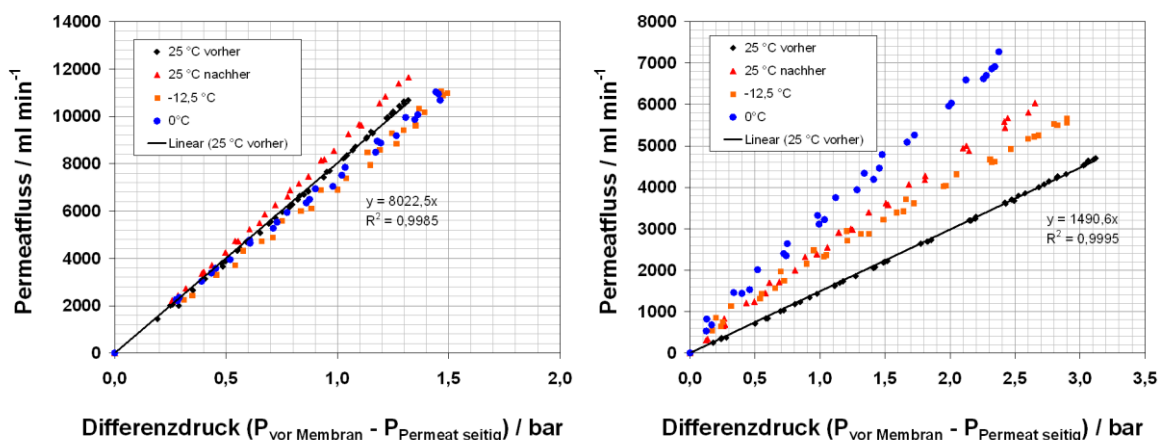 14000
12000
10000
8000
6000
4000
2000
0
0,0
0,5
1,0
1,5
2,0
Permeatfluss / ml min⁻¹
Differenzdruck (P_vor Membran - P_Permeat seitig) / bar
25 °C vorher
25 °C nachher
-12,5 °C
0°C
Linear (25 °C vorher)
y = 8022,5x
R² = 0,9985
8000
7000
6000
5000
4000
3000
2000
1000
0
0,0
0,5
1,0
1,5
2,0
2,5
3,0
3,5
Permeatfluss / ml min⁻¹
Differenzdruck (P_vor Membran - P_Permeat seitig) / bar
25 °C vorher
25 °C nachher
-12,5 °C
0°C
Linear (25 °C vorher)
y = 1490,6x
R² = 0,9995